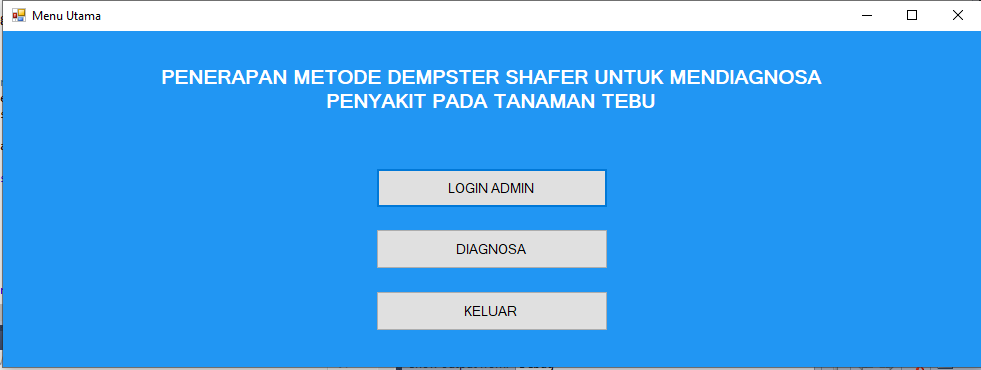 Menu Utama
PENERAPAN METODE DEMPSTER SHAFER UNTUK MENDIAGNOSA
PENYAKIT PADA TANAMAN TEBU
LOGIN ADMIN
DIAGNOSA
KELUAR